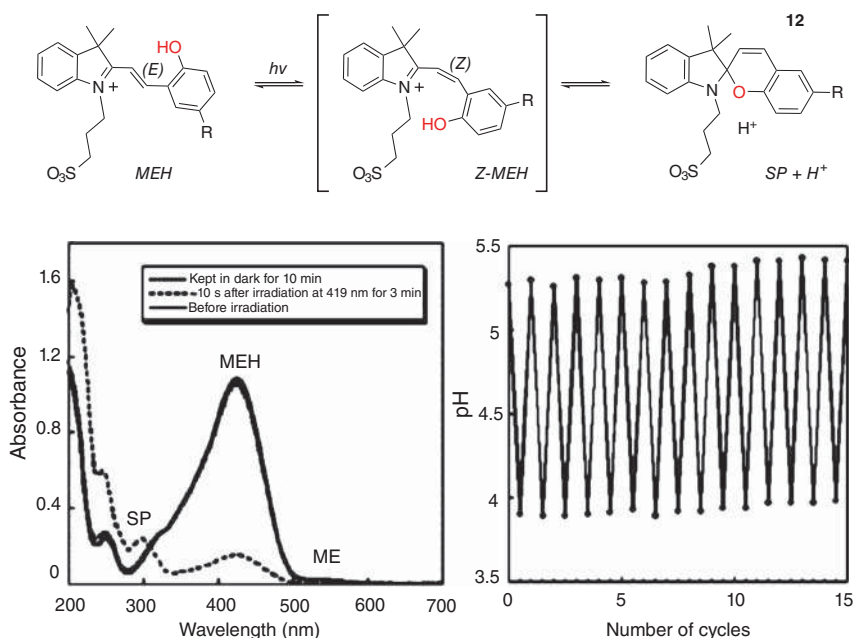 12
HO
(E)
N
+
R
O₃S
MEH
hν
(Z)
N
+
HO
R
O₃S
Z-MEH
N
O
R
H⁺
O₃S
SP + H⁺
Kept in dark for 10 min
10 s after irradiation at 419 nm for 3 min
Before irradiation
Absorbance
1.6
1.2
0.8
0.4
0
MEH
SP
ME
200 300 400 500 600 700
Wavelength (nm)
pH
5.5
5
4.5
4
3.5
0 5 10 15
Number of cycles